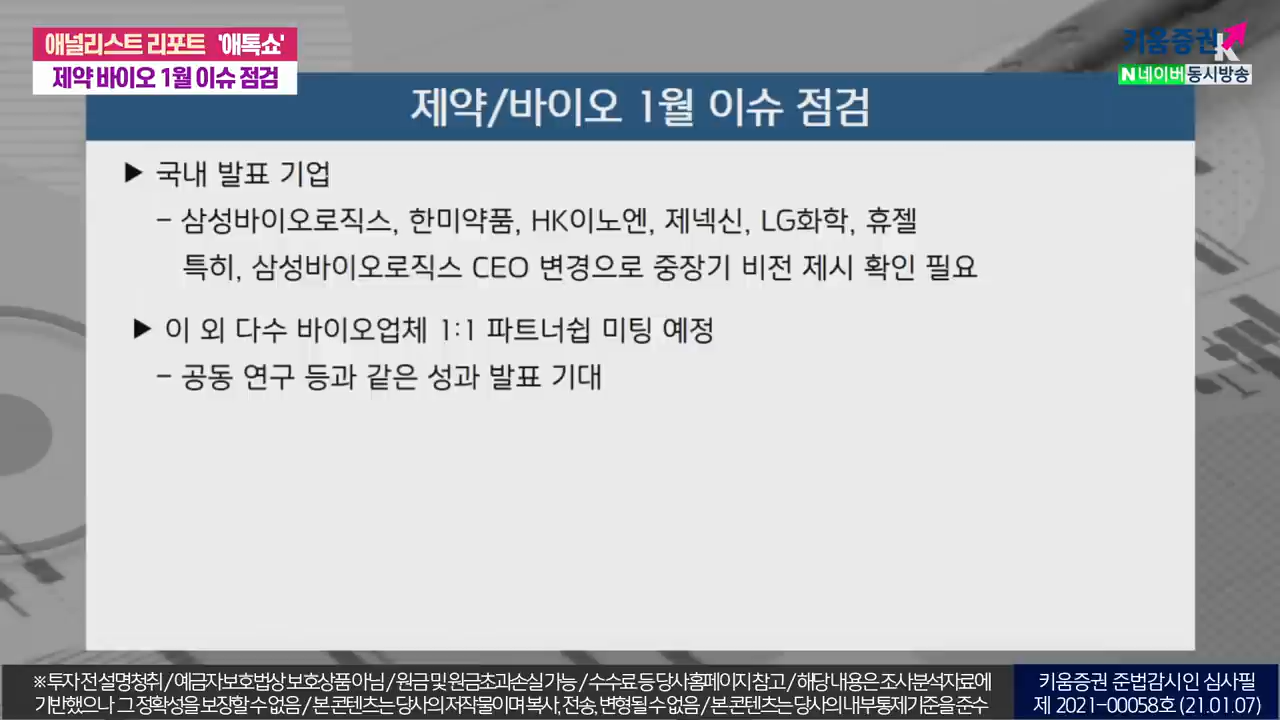 애널리스트 리포트 '애톡쇼'
제약 바이오 1월 이슈 점검
키움증권
N 네이버 동시방송
제약/바이오 1월 이슈 점검
▶ 국내 발표 기업
– 삼성바이오로직스, 한미약품, HK이노엔, 제넥신, LG화학, 휴젤
특히, 삼성바이오로직스 CEO 변경으로 중장기 비전 제시 확인 필요
▶ 이 외 다수 바이오업체 1:1 파트너쉽 미팅 예정
– 공동 연구 등과 같은 성과 발표 기대
※ 투자 전 설명청취 / 예금자보호법상 보호상품 아님 / 원금 및 원금초과손실 가능 / 수수료 등 당사홈페이지 참고 / 해당 내용은 조사분석자료에
기반했으나 그 정확성을 보장할 수 없음 / 본 콘텐츠는 당사의 저작물이며 복사, 전송, 변형될 수 없음 / 본 콘텐츠는 당사의 내부통제기준을 준수
키움증권 준법감시인 심사필
제 2021-00058호 (21.01.07)